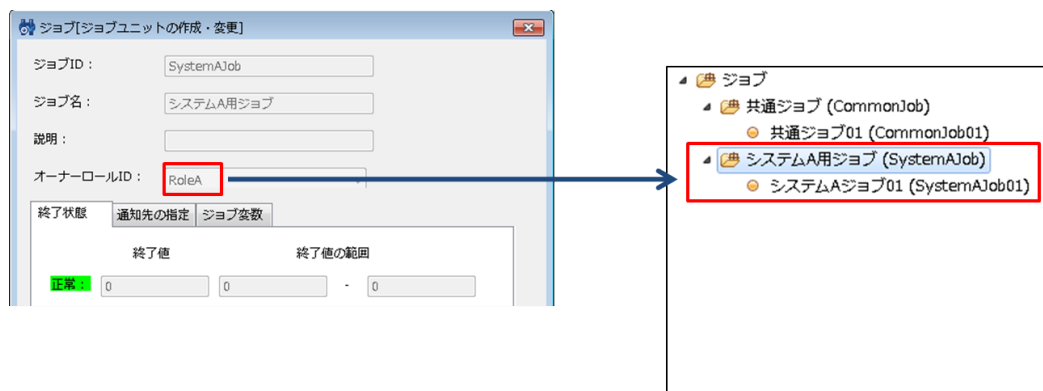 ジョブ[ジョブユニットの作成・変更]
ジョブID：
SystemAJob
ジョブ名：
システムA用ジョブ
説明：
オーナーロールID：
RoleA
終了状態
通知先の指定
ジョブ変数
終了値
終了値の範囲
正常：
0
0
-
0
ジョブ
共通ジョブ (CommonJob)
共通ジョブ01 (CommonJob01)
システムA用ジョブ (SystemAJob)
システムAジョブ01 (SystemAJob01)